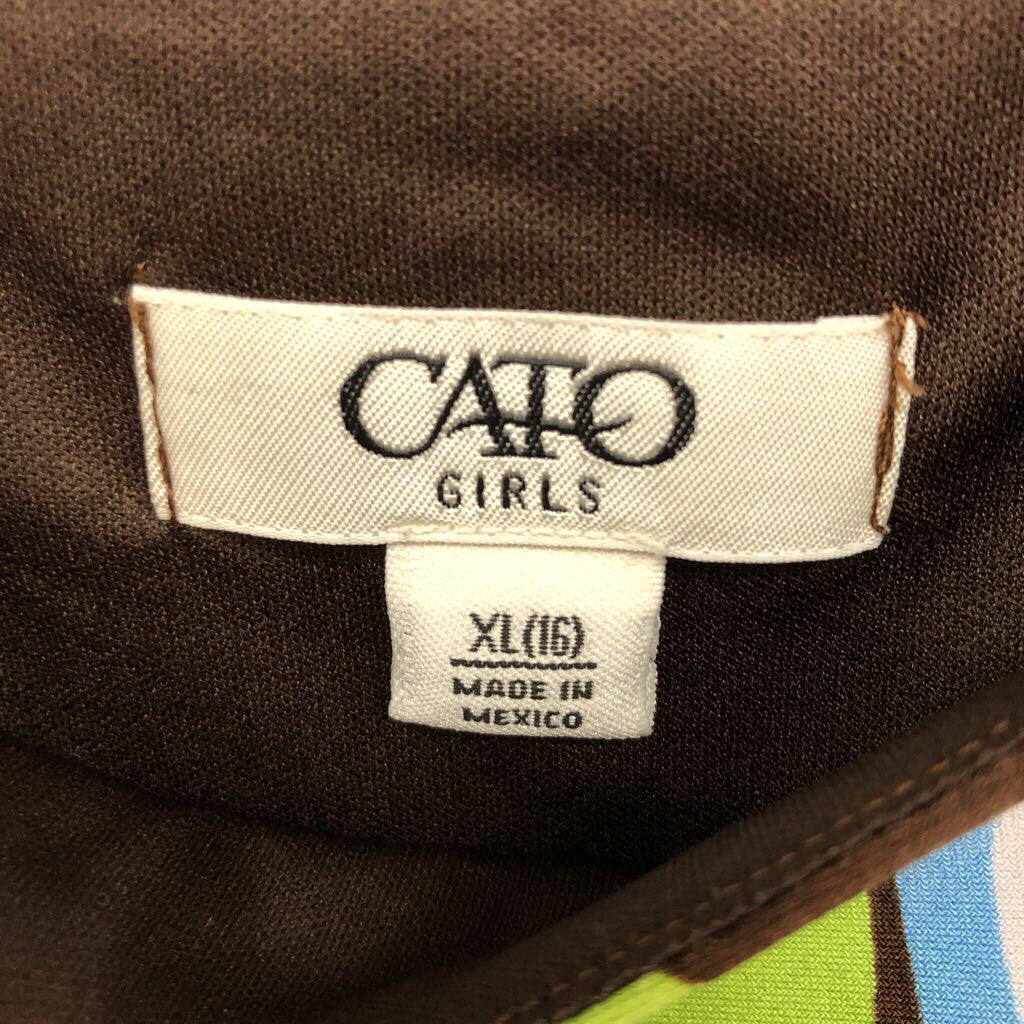 CATO
GIRLS
XL(16)
MADE IN
MEXICO